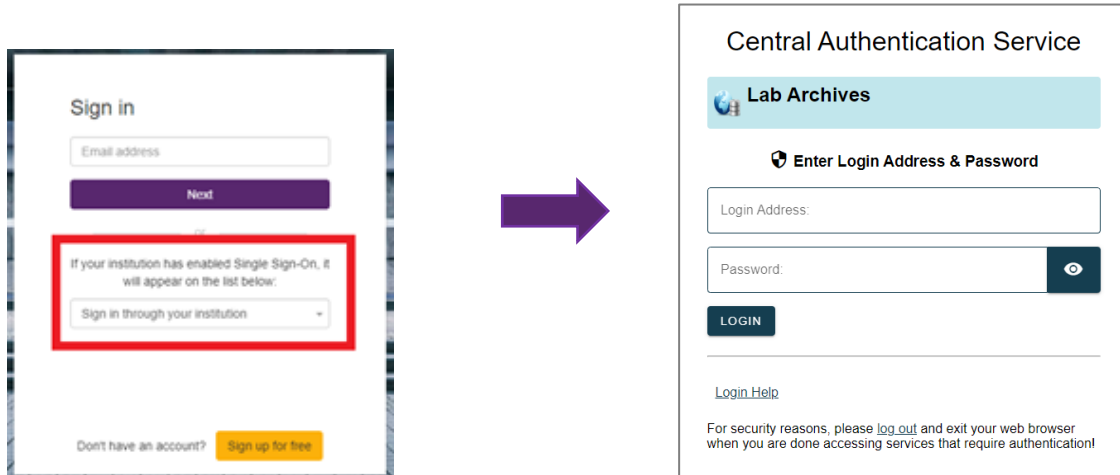 Sign in
Email address
Next
or
If your institution has enabled Single Sign-On, it
will appear on the list below:
Sign in through your institution
Don't have an account?
Sign up for free
Central Authentication Service
Lab Archives
Enter Login Address & Password
Login Address:
Password:
LOGIN
Login Help
For security reasons, please log out and exit your web browser
when you are done accessing services that require authentication!